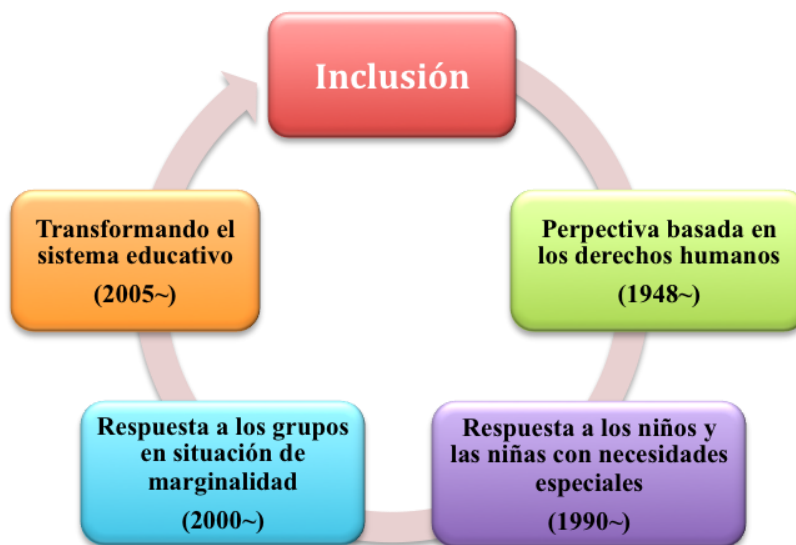 Inclusión
Perpectiva basada en
los derechos humanos
(1948~)
Respuesta a los niños y
las niñas con necesidades
especiales
(1990~)
Respuesta a los grupos
en situación de
marginalidad
(2000~)
Transformando el
sistema educativo
(2005~)